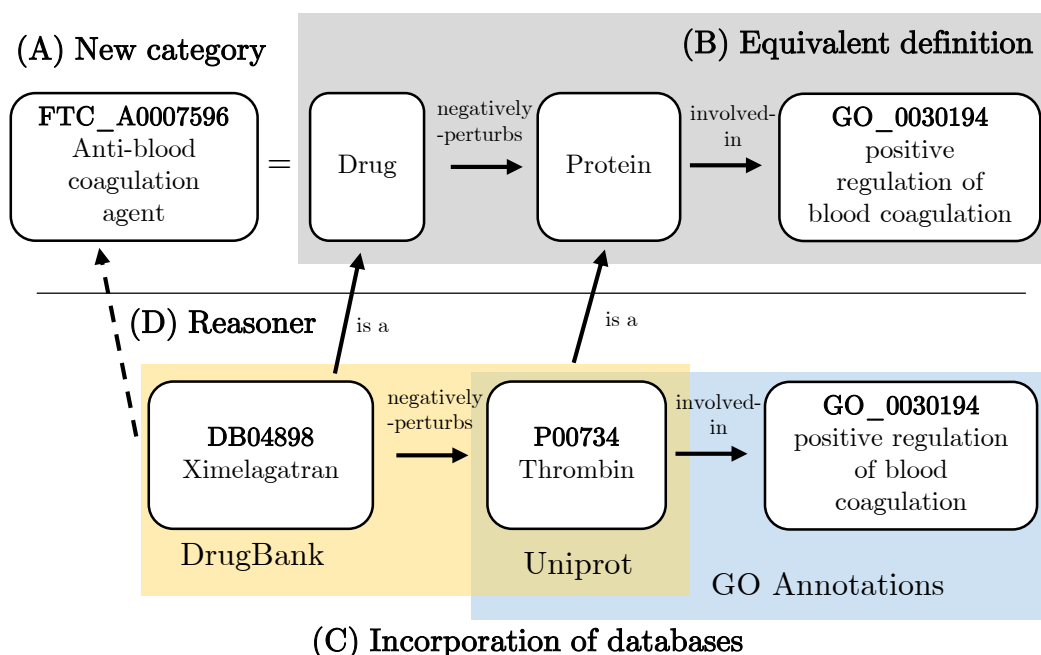 (A) New category
(B) Equivalent definition
FTC_A0007596
Anti-blood
coagulation
agent
=
Drug
negatively
-perturbs
Protein
involved-
in
GO_0030194
positive
regulation of
blood coagulation
(D) Reasoner
is a
is a
DB04898
Ximelagatran
negatively
-perturbs
P00734
Thrombin
involved-
in
GO_0030194
positive regulation
of blood
coagulation
DrugBank
Uniprot
GO Annotations
(C) Incorporation of databases